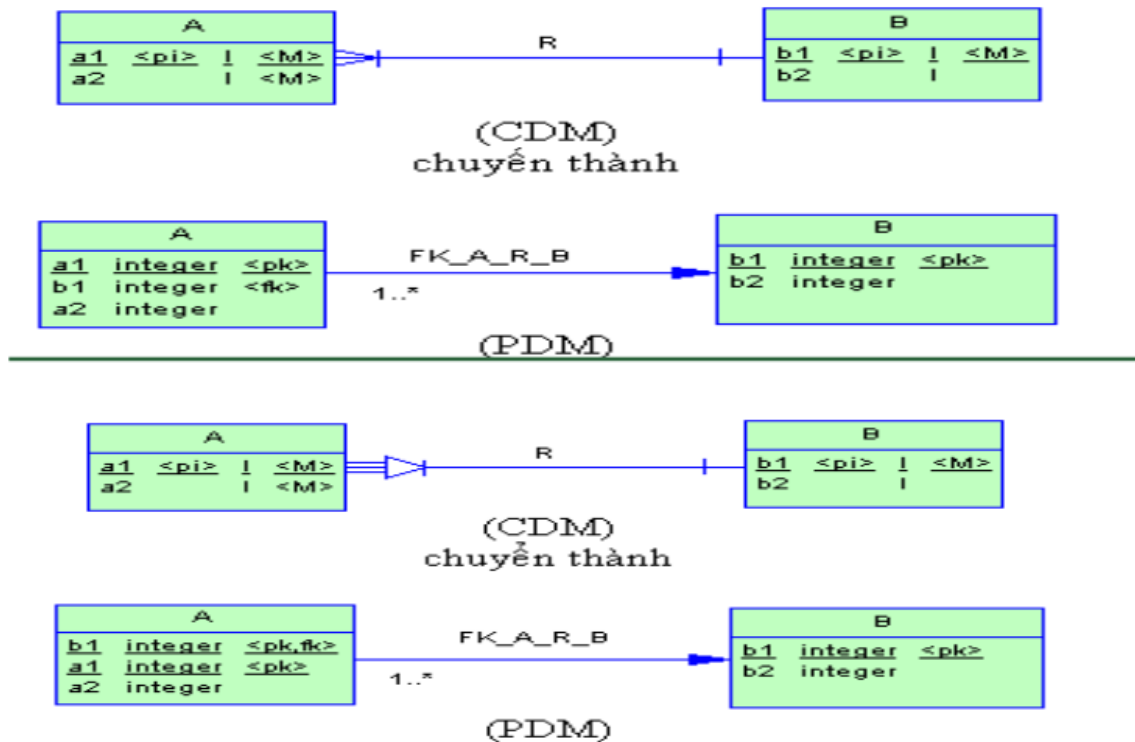 A
B
R
a1 <pi> I <M>
a2 I <M>
b1 <pi> I <M>
b2 I
(CDM)
chuyển thành
A
B
a1 integer <pk>
b1 integer <fk>
a2 integer
FK_A_R_B
1..*
b1 integer <pk>
b2 integer
(PDM)
A
B
R
a1 <pi> I <M>
a2 I <M>
b1 <pi> I <M>
b2 I
(CDM)
chuyển thành
A
B
b1 integer <pk,fk>
a1 integer <pk>
a2 integer
FK_A_R_B
1..*
b1 integer <pk>
b2 integer
(PDM)